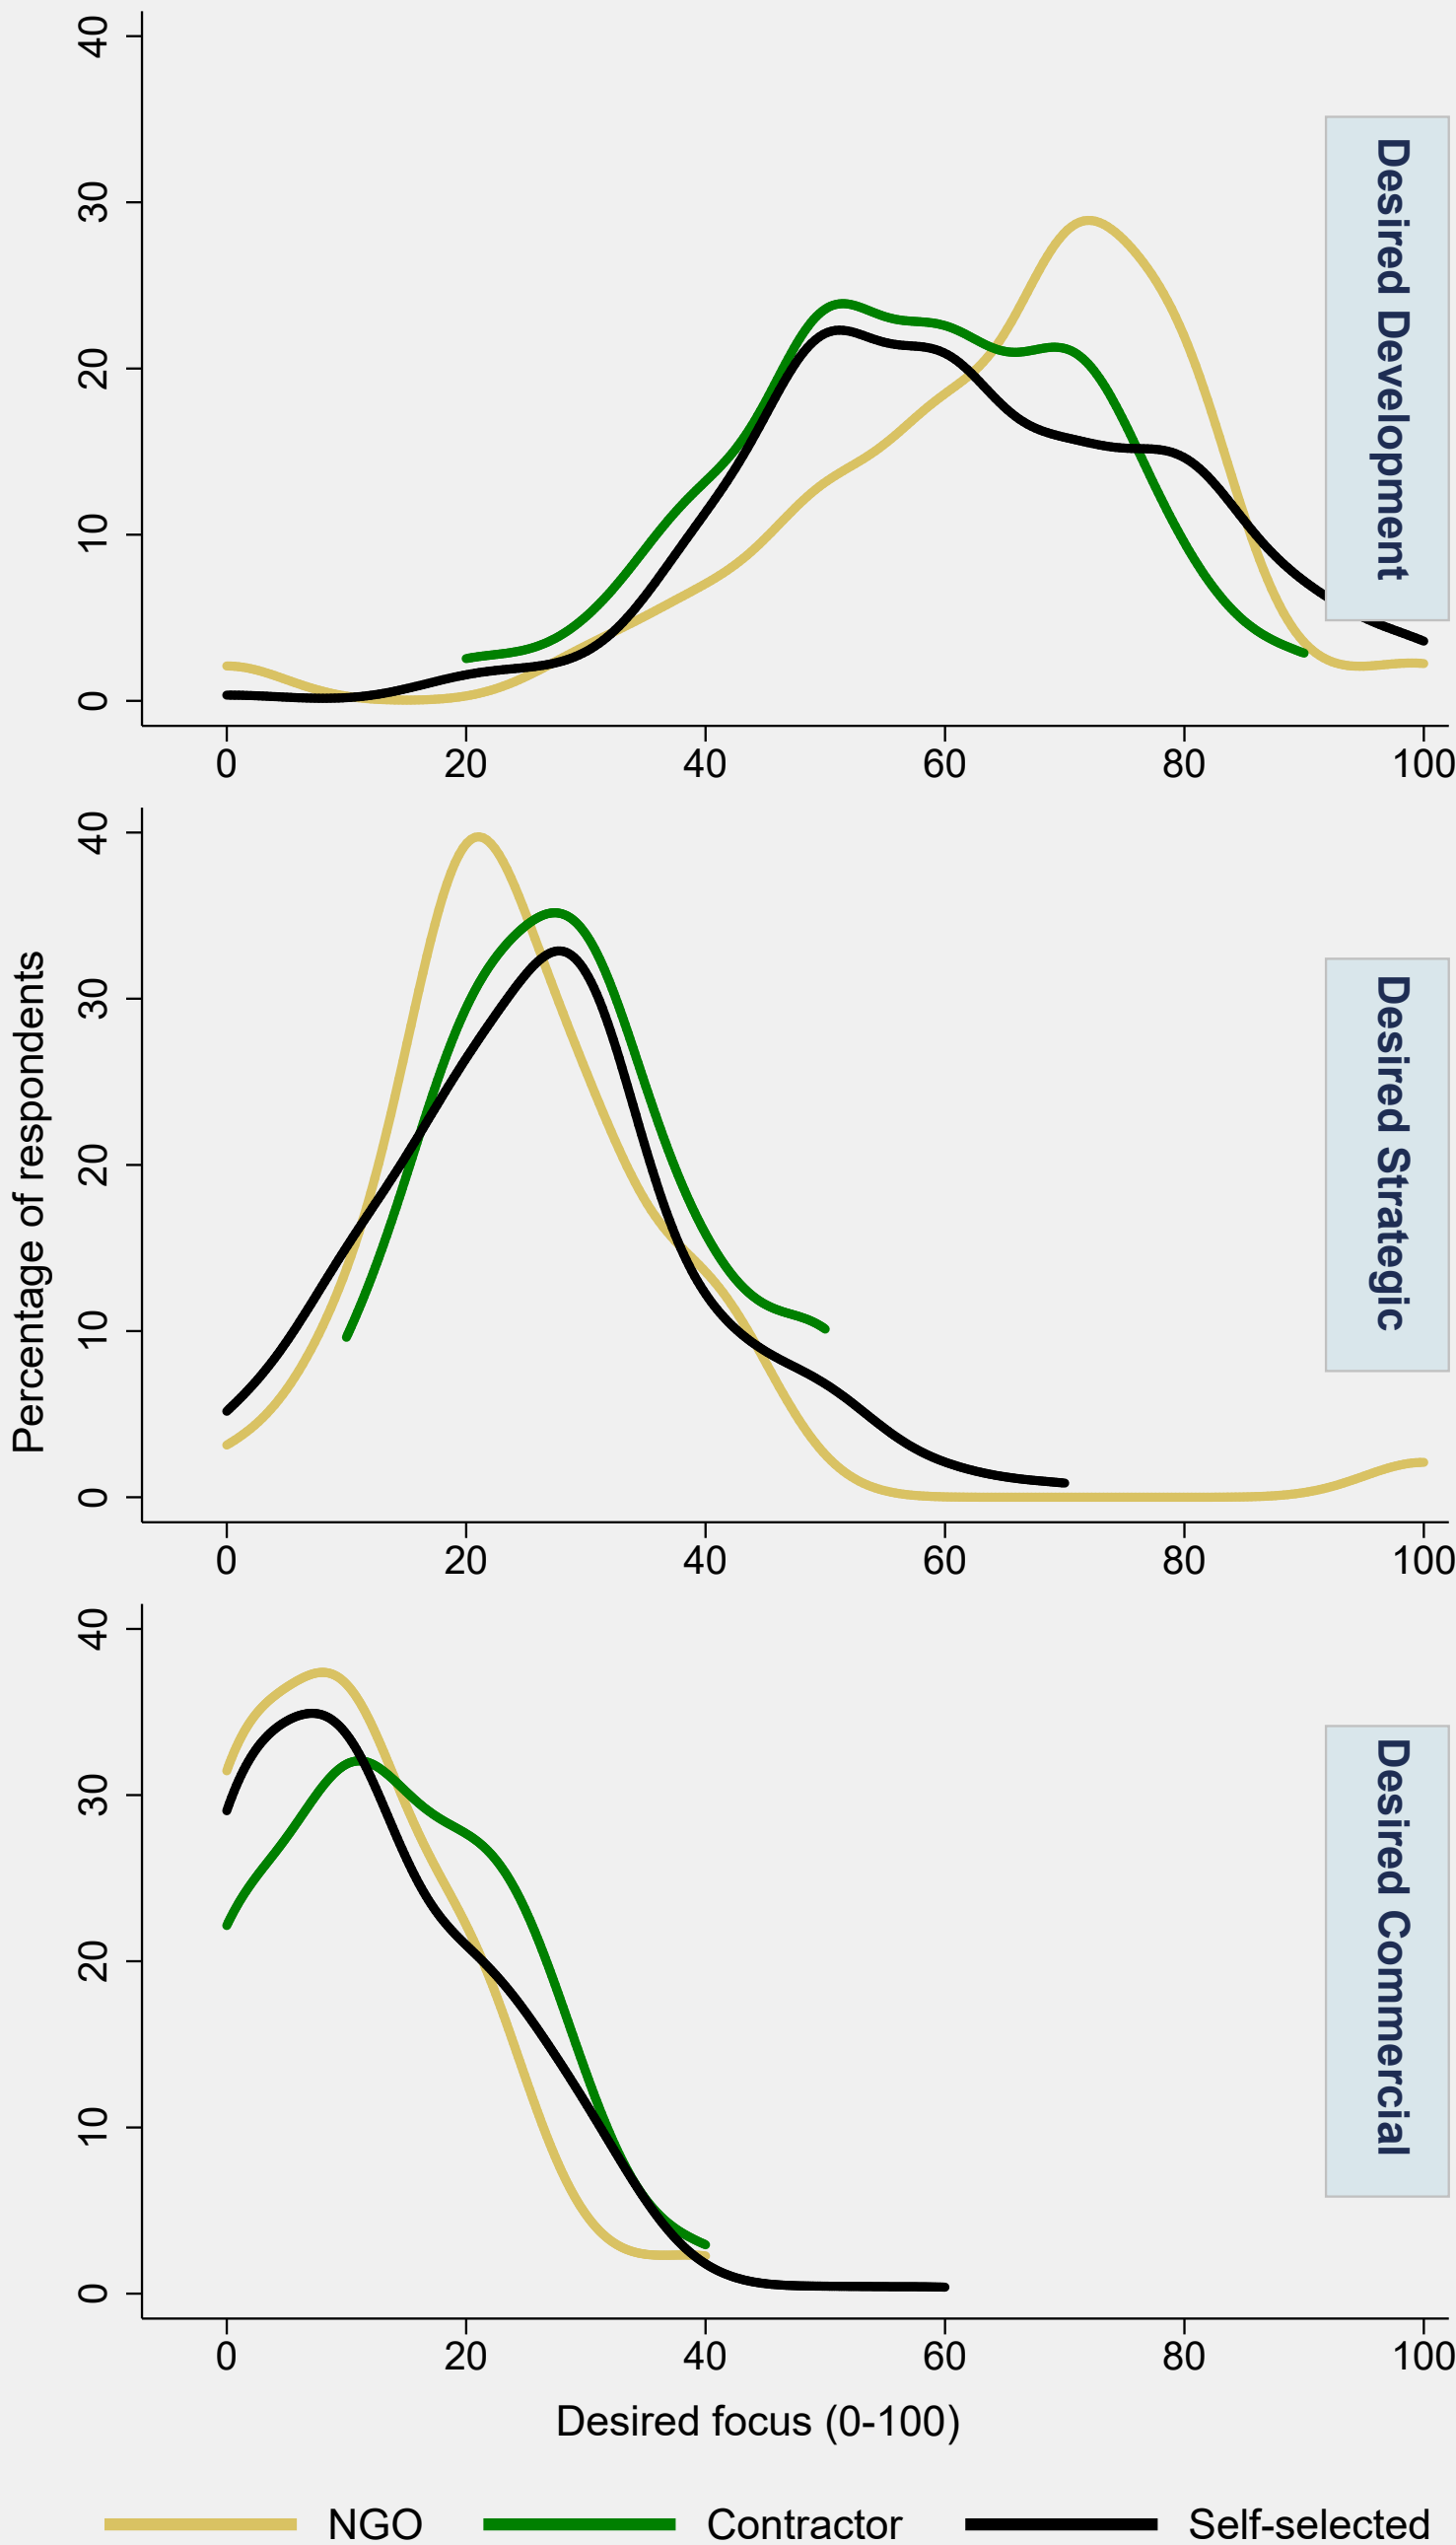 40
30
20
10
0
Desired Development
0 20 40 60 80 100
Percentage of respondents
40
30
20
10
0
Desired Strategic
0 20 40 60 80 100
40
30
20
10
0
Desired Commercial
0 20 40 60 80 100
Desired focus (0-100)
NGO Contractor Self-selected